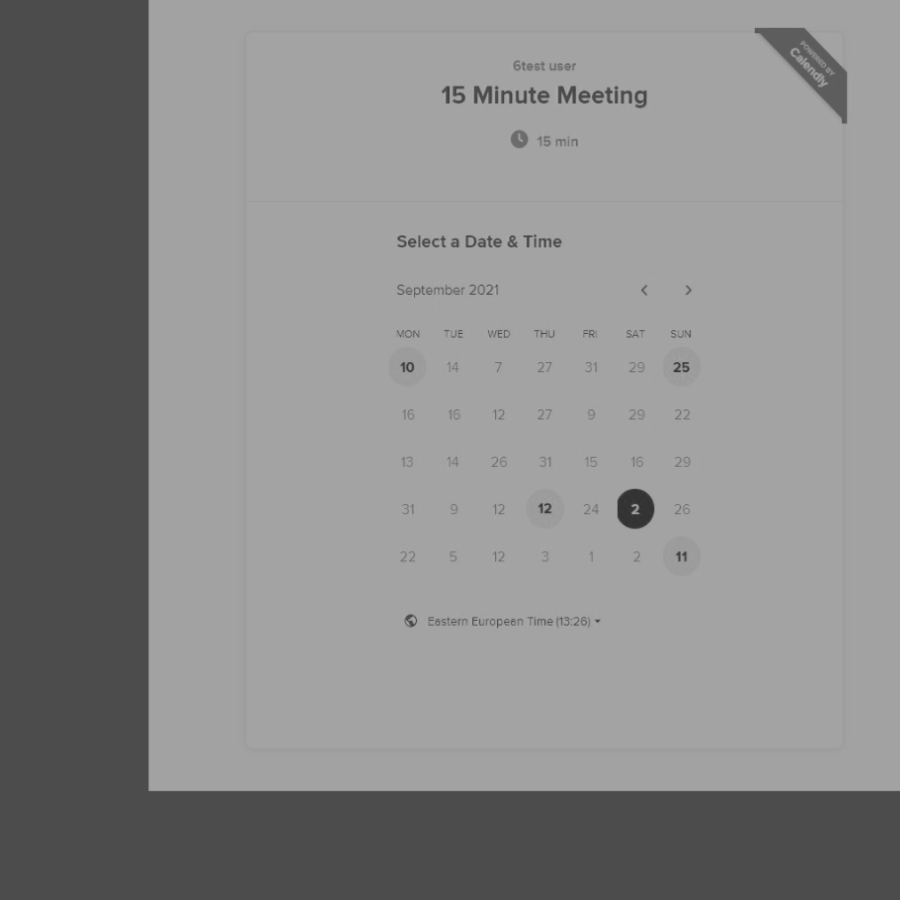 POWERED BY
Calendly
6test user
15 Minute Meeting
15 min
Select a Date & Time
September 2021
MON TUE WED THU FRI SAT SUN
10 14 7 27 31 29 25
16 16 12 27 9 29 22
13 14 26 31 15 16 29
31 9 12 12 24 2 26
22 5 12 3 1 2 11
Eastern European Time (13:26)